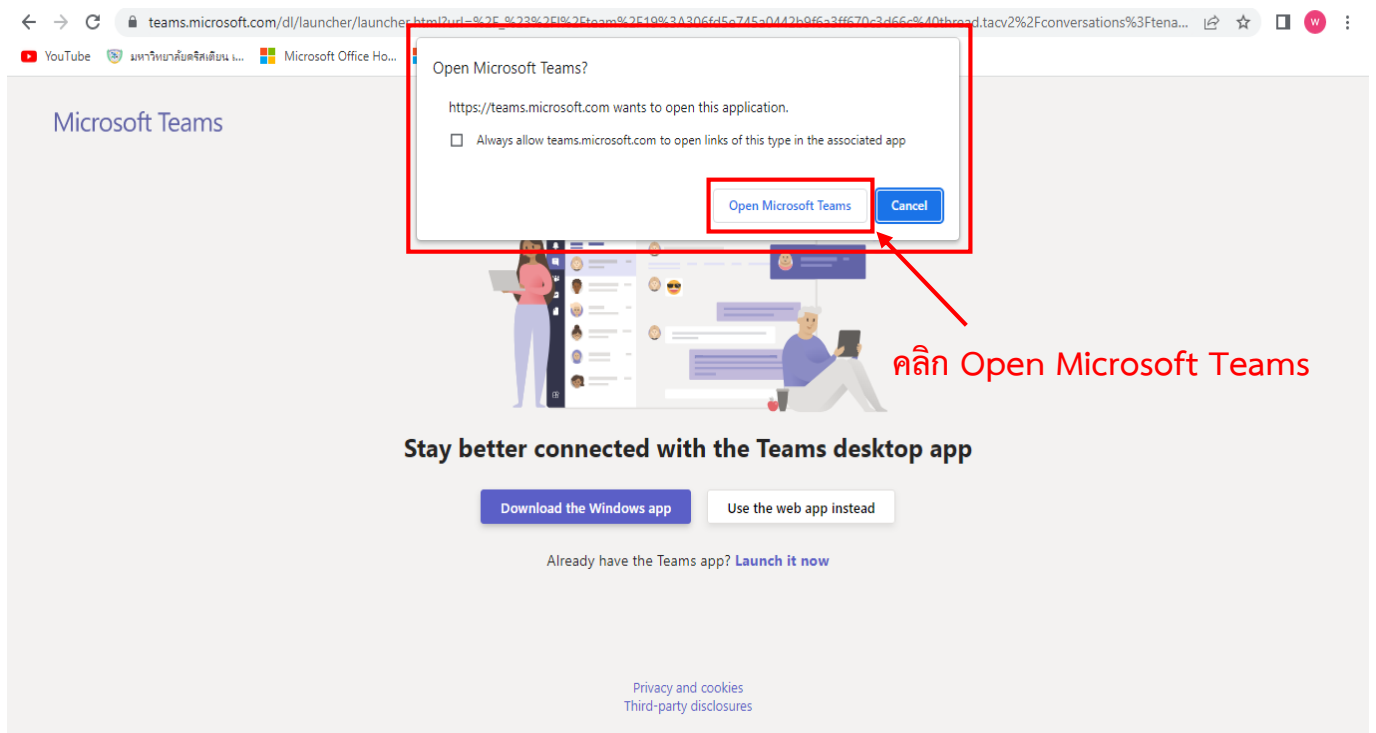 teams.microsoft.com/dl/launcher/launcher.html?url=%2F_%23%2Fl%2Fteam%2F19%3A306fd5e745a0442b9f6a3ff670c3d66c%40thread.tacv2%2Fconversations%3Ftena...
W
YouTube มหาวิทยาลัยคริสเตียน เ... Microsoft Office Ho...
Open Microsoft Teams?
https://teams.microsoft.com wants to open this application.
Always allow teams.microsoft.com to open links of this type in the associated app
Open Microsoft Teams Cancel
Microsoft Teams
คลิก Open Microsoft Teams
Stay better connected with the Teams desktop app
Download the Windows app Use the web app instead
Already have the Teams app? Launch it now
Privacy and cookies
Third-party disclosures